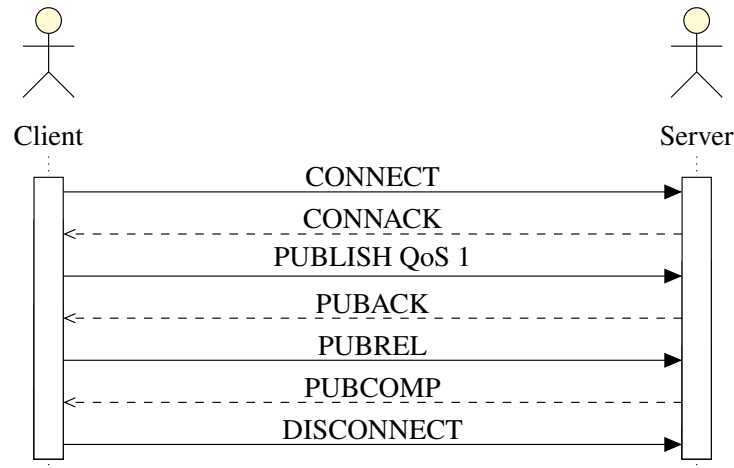 Client
Server
CONNECT
CONNACK
PUBLISH QoS 1
PUBACK
PUBREL
PUBCOMP
DISCONNECT